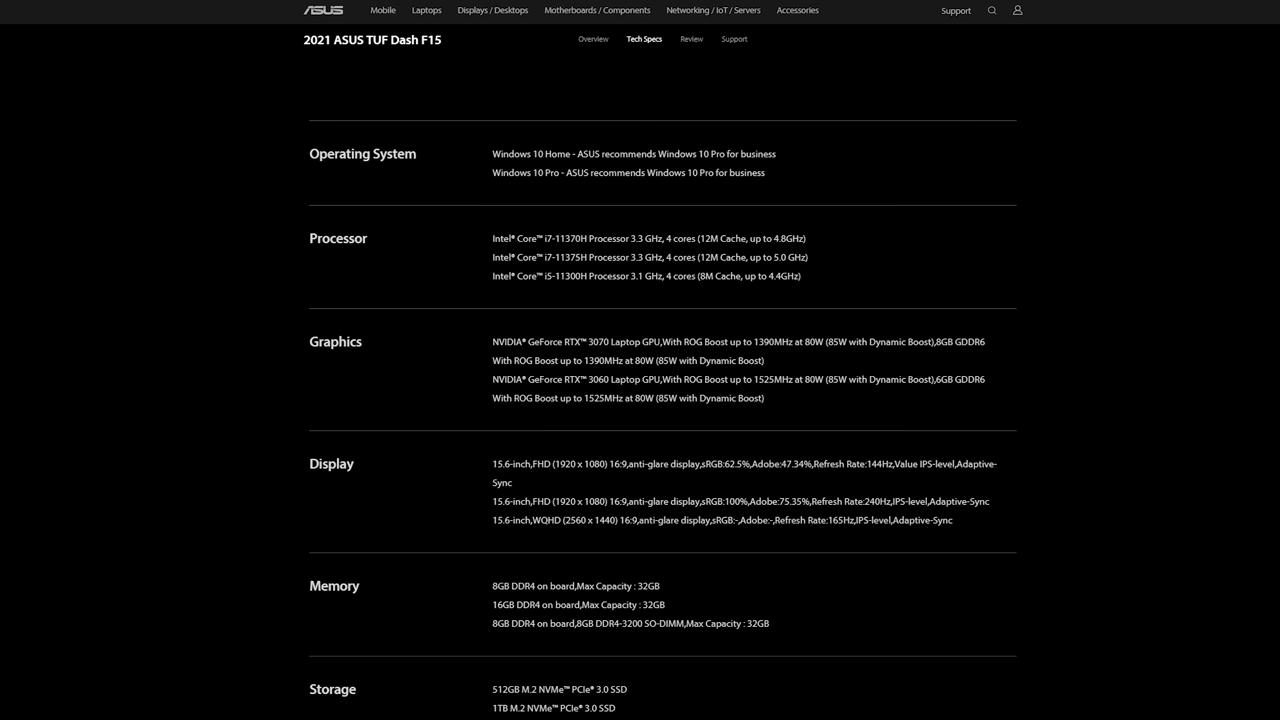 ASUS Mobile Laptops Displays / Desktops Motherboards / Components Networking / IoT / Servers Accessories Support
2021 ASUS TUF Dash F15 Overview Tech Specs Review Support
Operating System
Windows 10 Home - ASUS recommends Windows 10 Pro for business
Windows 10 Pro - ASUS recommends Windows 10 Pro for business
Processor
Intel® Core™ i7-11370H Processor 3.3 GHz, 4 cores (12M Cache, up to 4.8GHz)
Intel® Core™ i7-11375H Processor 3.3 GHz, 4 cores (12M Cache, up to 5.0 GHz)
Intel® Core™ i5-11300H Processor 3.1 GHz, 4 cores (8M Cache, up to 4.4GHz)
Graphics
NVIDIA® GeForce RTX™ 3070 Laptop GPU,With ROG Boost up to 1390MHz at 80W (85W with Dynamic Boost),8GB GDDR6
With ROG Boost up to 1390MHz at 80W (85W with Dynamic Boost)
NVIDIA® GeForce RTX™ 3060 Laptop GPU,With ROG Boost up to 1525MHz at 80W (85W with Dynamic Boost),6GB GDDR6
With ROG Boost up to 1525MHz at 80W (85W with Dynamic Boost)
Display
15.6-inch,FHD (1920 x 1080) 16:9,anti-glare display,sRGB:62.5%,Adobe:47.34%,Refresh Rate:144Hz,Value IPS-level,Adaptive-
Sync
15.6-inch,FHD (1920 x 1080) 16:9,anti-glare display,sRGB:100%,Adobe:75.35%,Refresh Rate:240Hz,IPS-level,Adaptive-Sync
15.6-inch,WQHD (2560 x 1440) 16:9,anti-glare display,sRGB:-,Adobe:-,Refresh Rate:165Hz,IPS-level,Adaptive-Sync
Memory
8GB DDR4 on board,Max Capacity : 32GB
16GB DDR4 on board,Max Capacity : 32GB
8GB DDR4 on board,8GB DDR4-3200 SO-DIMM,Max Capacity : 32GB
Storage
512GB M.2 NVMe™ PCIe® 3.0 SSD
1TB M.2 NVMe™ PCIe® 3.0 SSD